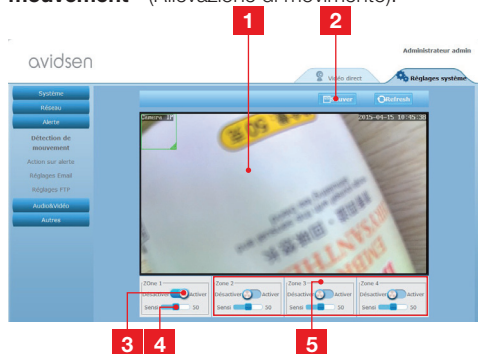 mouvement" (Rilevazione di movimento).
1
2
Administrateur admin
avidsen
Vidéo direct
Réglages système
Système
Refresh
Réseau
Alerte
Camera IP
2015-04-15 10:45:38
Détection de
mouvement
Action sur alerte
Réglages Email
Réglages FTP
Audio&Vidéo
Autres
Zone 1
Zone 2
Zone 3
Zone 4
Désactiver Activer
Désactiver Activer
Désactiver Activer
Désactiver Activer
Sensi 50
Sensi 50
Sensi 50
Sensi 50
3 4
5